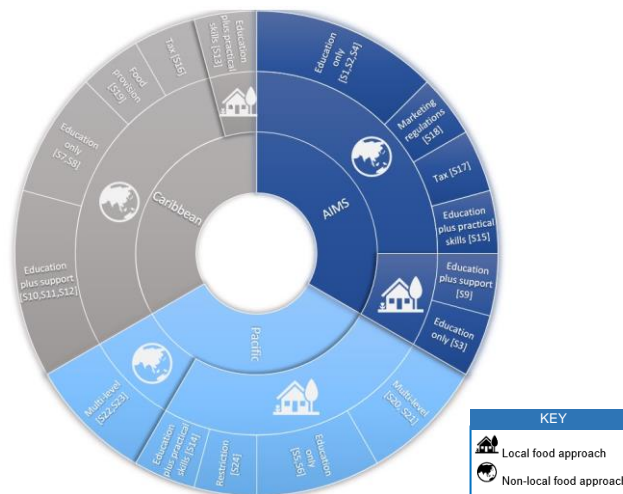 Education
plus practical
skills [S13]
Education
only
[S1,S2,S4]
Marketing
regulations
[S18]
Tax [S17]
Education
plus practical
skills [S15]
Education
plus support
[S9]
Education
only [S3]
Multi-level
[S20, S21]
Education
only
[S5,S6]
Restriction
[S24]
Education
plus practical
skills [S14]
Multi-level
[S22,S23]
Education
plus support
[S10,S11,S12]
Education
only
[S7,S8]
Food
provision
[S19]
Tax [S16]
Caribbean
AIMS
Pacific
KEY
Local food approach
Non-local food approach